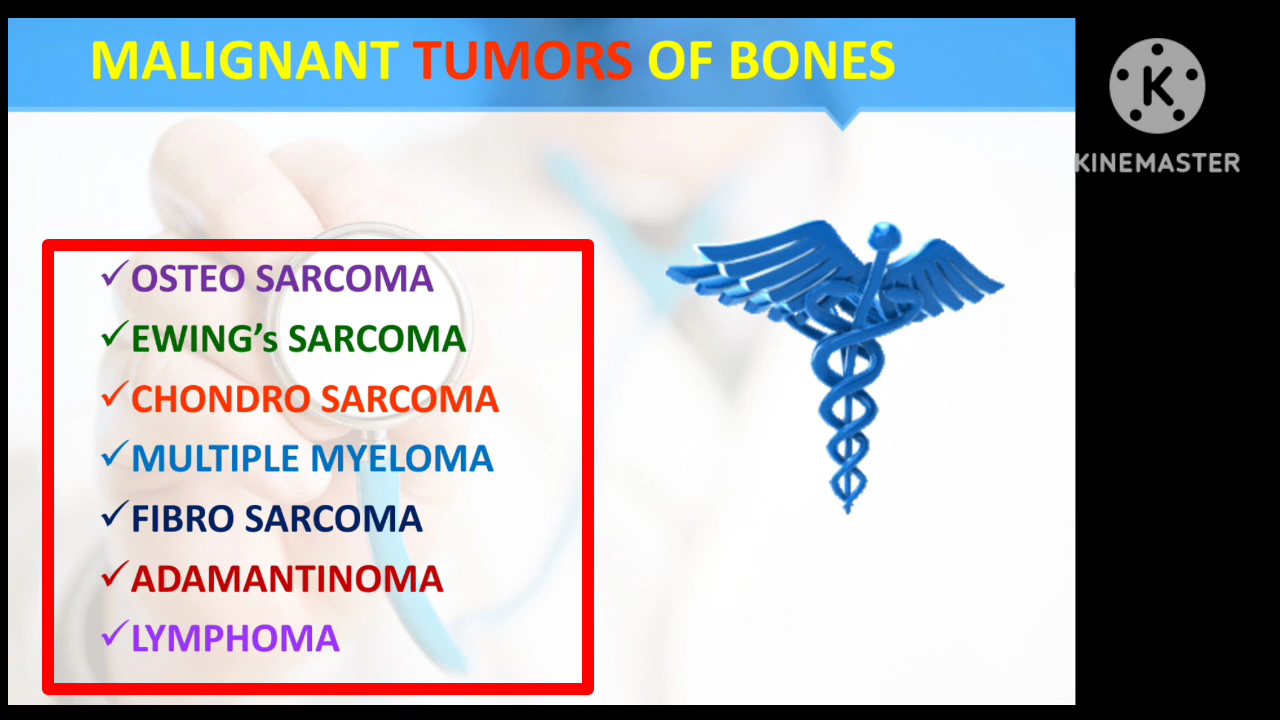 MALIGNANT TUMORS OF BONES
K
KINEMASTER
✓OSTEO SARCOMA
✓EWING’s SARCOMA
✓CHONDRO SARCOMA
✓MULTIPLE MYELOMA
✓FIBRO SARCOMA
✓ADAMANTINOMA
✓LYMPHOMA